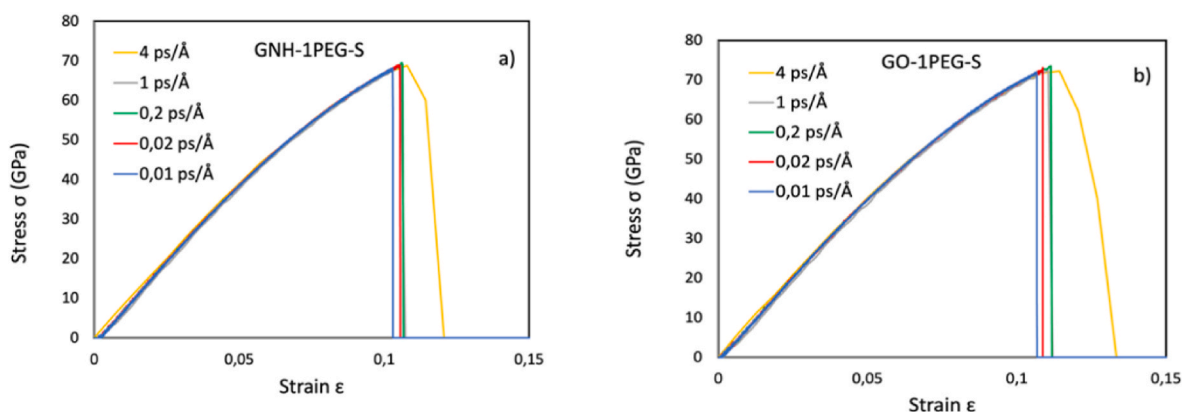 80
70
60
50
40
30
20
10
0
Stress σ (GPa)
GNH-1PEG-S
a)
4 ps/Å
1 ps/Å
0,2 ps/Å
0,02 ps/Å
0,01 ps/Å
0
0,05
0,1
0,15
Strain ε
80
70
60
50
40
30
20
10
0
Stress σ (GPa)
GO-1PEG-S
b)
4 ps/Å
1 ps/Å
0,2 ps/Å
0,02 ps/Å
0,01 ps/Å
0
0,05
0,1
0,15
Strain ε